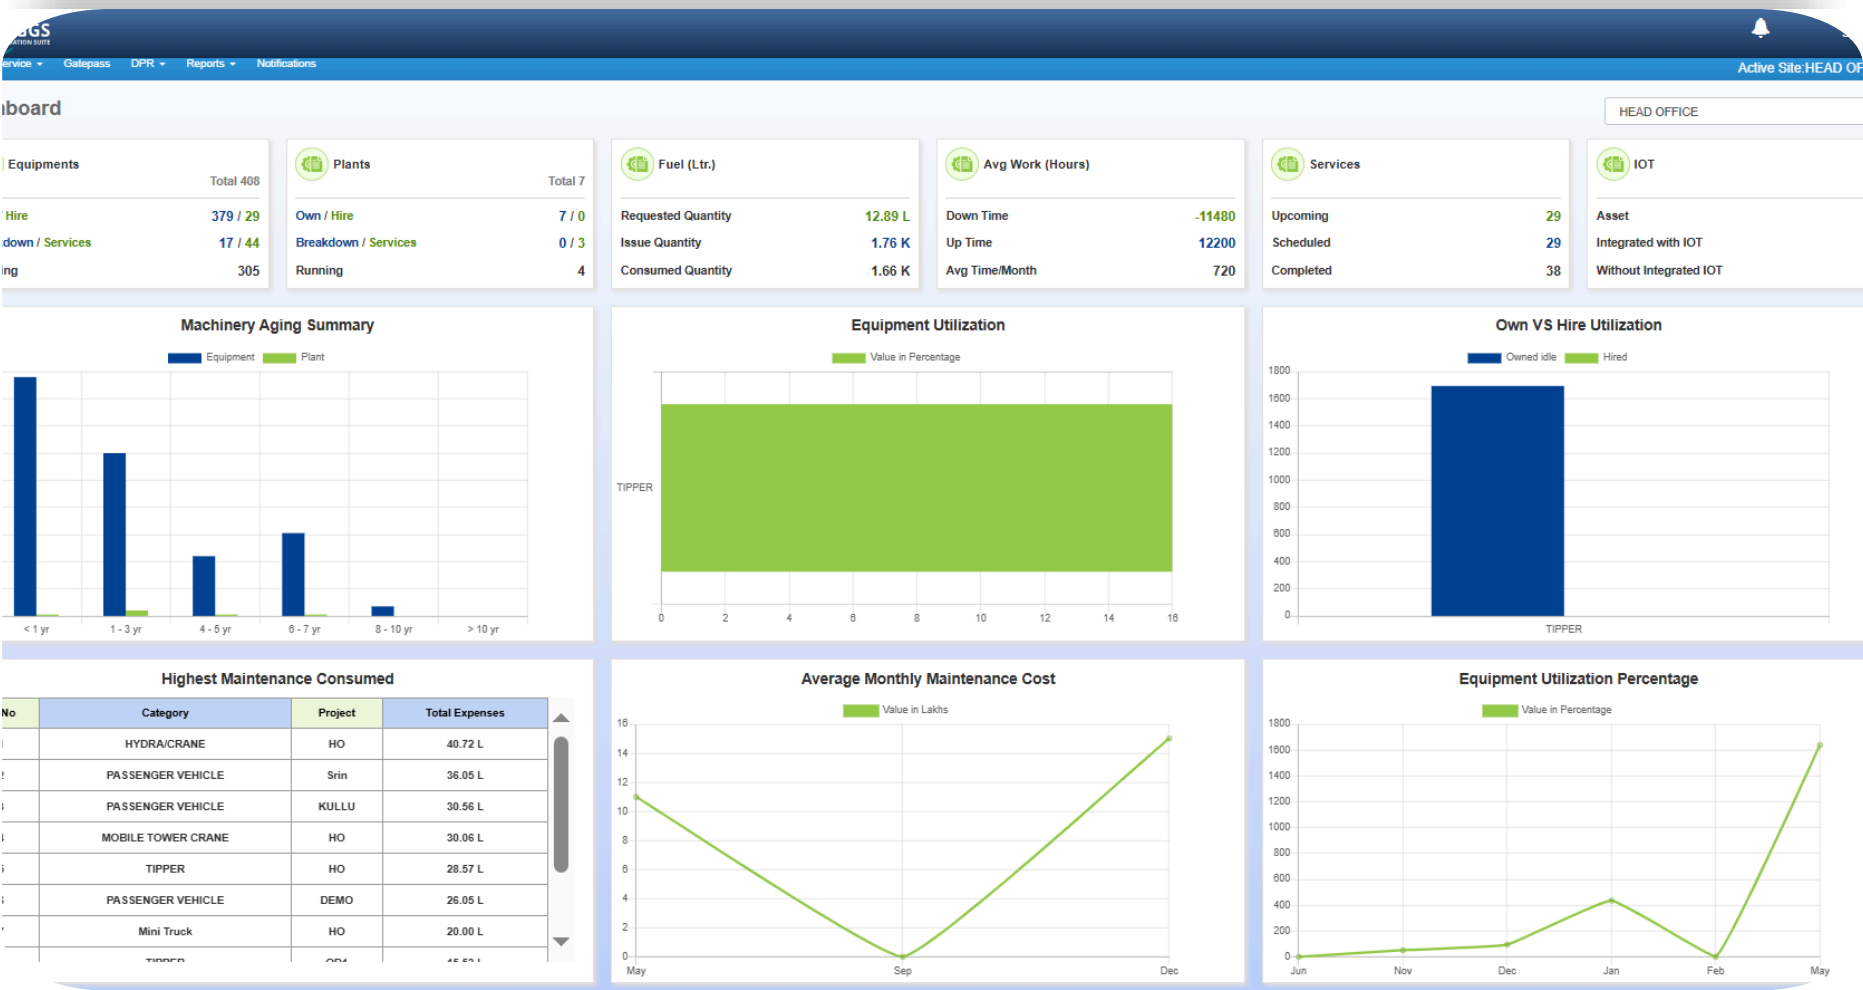 GGS
ATION SUITE
ervice
Gatepass
DPR
Reports
Notifications
Active Site:HEAD OF
board
HEAD OFFICE
Equipments
Total 408
/ Hire
379 / 29
down / Services
17 / 44
ing
305
Plants
Total 7
Own / Hire
7 / 0
Breakdown / Services
0 / 3
Running
4
Fuel (Ltr.)
Requested Quantity
12.89 L
Issue Quantity
1.76 K
Consumed Quantity
1.66 K
Avg Work (Hours)
Down Time
-11480
Up Time
12200
Avg Time/Month
720
Services
Upcoming
29
Scheduled
29
Completed
38
IOT
Asset
Integrated with IOT
Without Integrated IOT
Machinery Aging Summary
Equipment
Plant
< 1 yr
1 - 3 yr
4 - 5 yr
6 - 7 yr
8 - 10 yr
> 10 yr
Equipment Utilization
Value in Percentage
TIPPER
0 2 4 6 8 10 12 14 16
Own VS Hire Utilization
Owned idle
Hired
1800
1600
1400
1200
1000
800
600
400
200
0
TIPPER
Highest Maintenance Consumed
No Category Project Total Expenses
HYDRA/CRANE HO 40.72 L
PASSENGER VEHICLE Srin 36.05 L
PASSENGER VEHICLE KULLU 30.56 L
MOBILE TOWER CRANE HO 30.06 L
TIPPER HO 28.57 L
PASSENGER VEHICLE DEMO 26.05 L
Mini Truck HO 20.00 L
TIPPER
Average Monthly Maintenance Cost
Value in Lakhs
16
14
12
10
8
6
4
2
0
May Sep Dec
Equipment Utilization Percentage
Value in Percentage
1800
1600
1400
1200
1000
800
600
400
200
0
Jun Nov Dec Jan Feb May